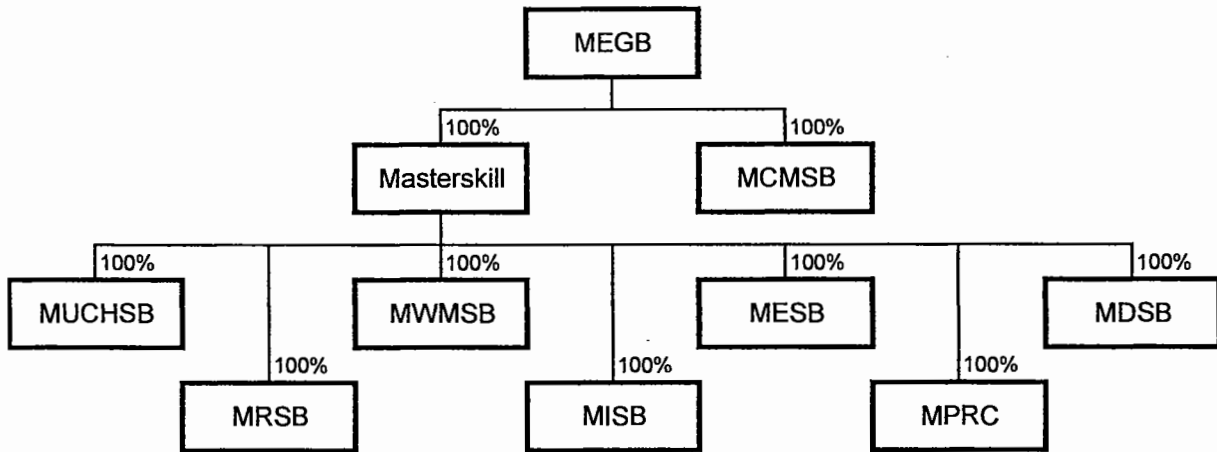 MEGB
100% 100%
Masterskill MCMSB
100% 100% 100% 100%
MUCHSB MWMSB MESB MDSB
100% 100% 100%
MRSB MISB MPRC